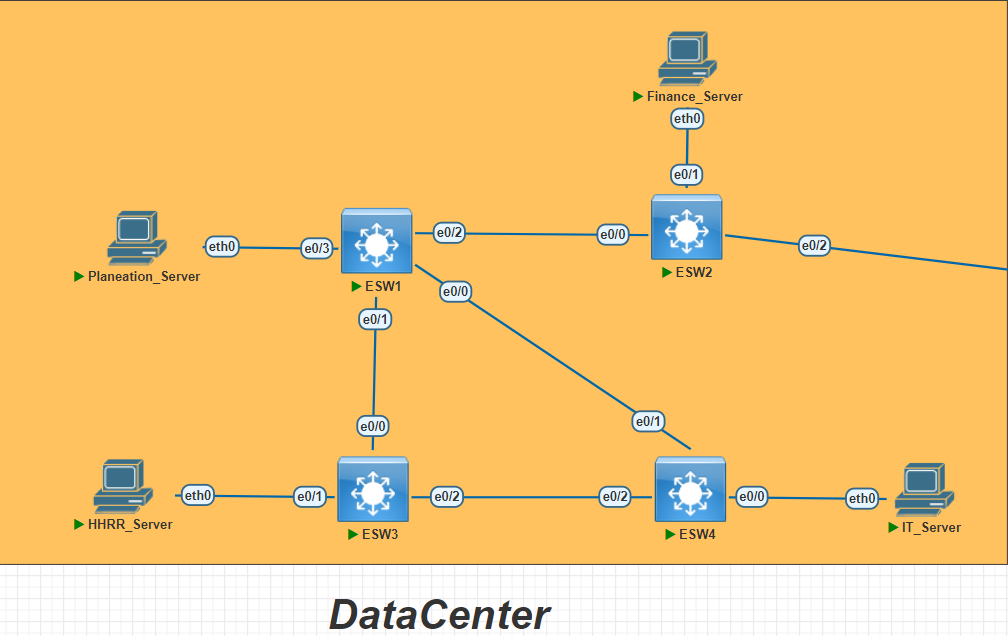 Finance_Server
eth0
e0/1
Planeation_Server
eth0
e0/3
ESW1
e0/2
e0/0
ESW2
e0/2
e0/0
e0/1
e0/0
e0/1
HHRR_Server
eth0
e0/1
ESW3
e0/2
e0/2
ESW4
e0/0
eth0
IT_Server
DataCenter